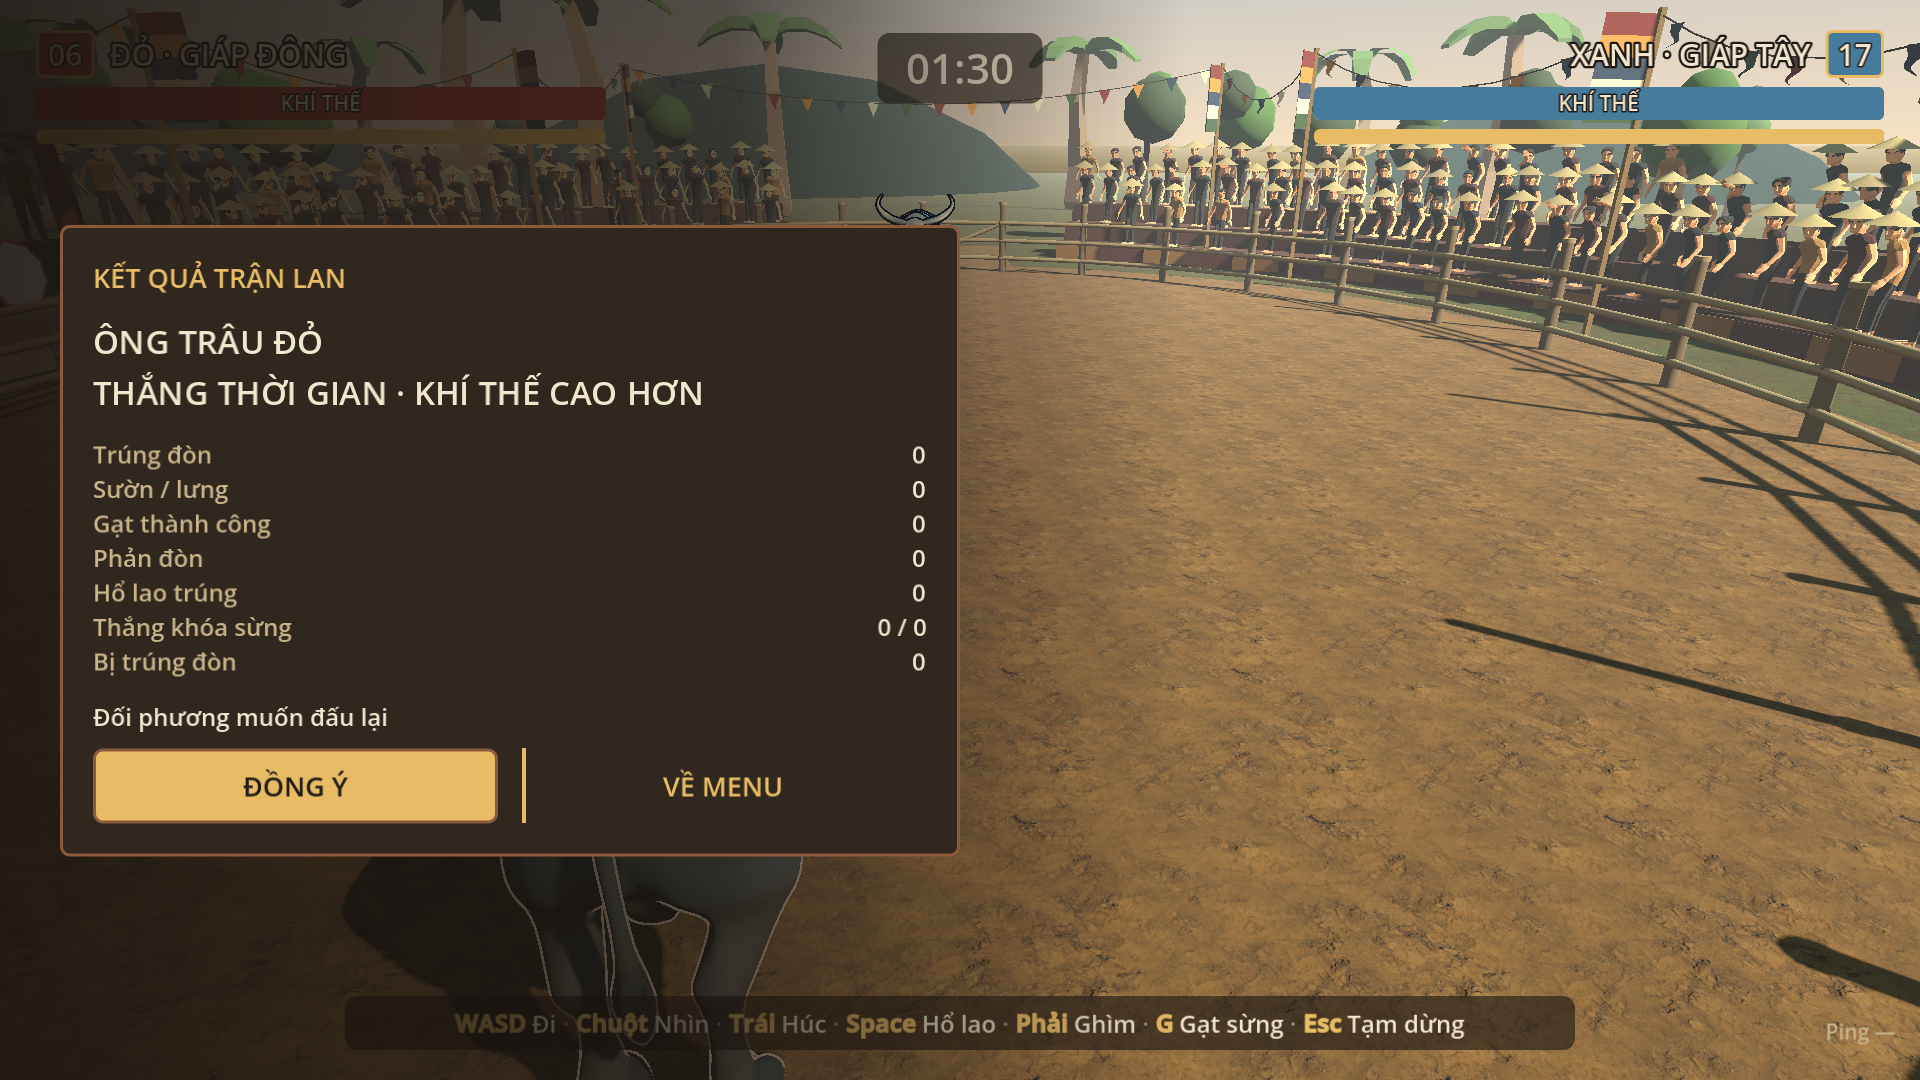 06 ĐỎ · GIÁP ĐÔNG
KHÍ THẾ
01:30
XANH · GIÁP TÂY 17
KHÍ THẾ
KẾT QUẢ TRẬN LAN
ÔNG TRÂU ĐỎ
THẮNG THỜI GIAN · KHÍ THẾ CAO HƠN
Trúng đòn 0
Sườn / lưng 0
Gạt thành công 0
Phản đòn 0
Hổ lao trúng 0
Thắng khóa sừng 0 / 0
Bị trúng đòn 0
Đối phương muốn đấu lại
ĐỒNG Ý
VỀ MENU
WASD Đi · Chuột Nhìn · Trái Húc · Space Hổ lao · Phải Ghìm · G Gạt sừng · Esc Tạm dừng
Ping —